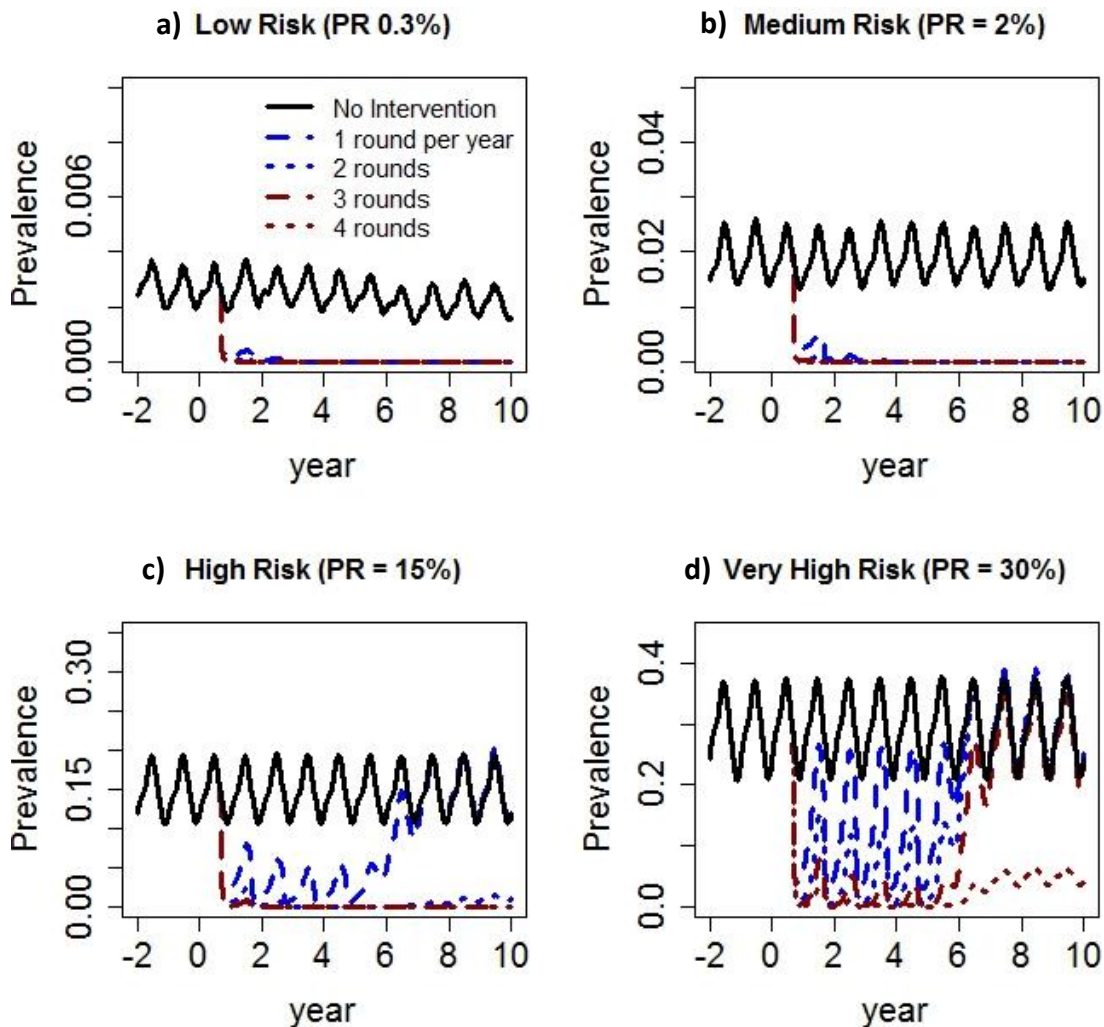 a) Low Risk (PR 0.3%)
Prevalence
0.006
0.000
No Intervention
1 round per year
2 rounds
3 rounds
4 rounds
-2 0 2 4 6 8 10
year
b) Medium Risk (PR = 2%)
Prevalence
0.04
0.02
0.00
-2 0 2 4 6 8 10
year
c) High Risk (PR = 15%)
Prevalence
0.30
0.15
0.00
-2 0 2 4 6 8 10
year
d) Very High Risk (PR = 30%)
Prevalence
0.4
0.2
0.0
-2 0 2 4 6 8 10
year